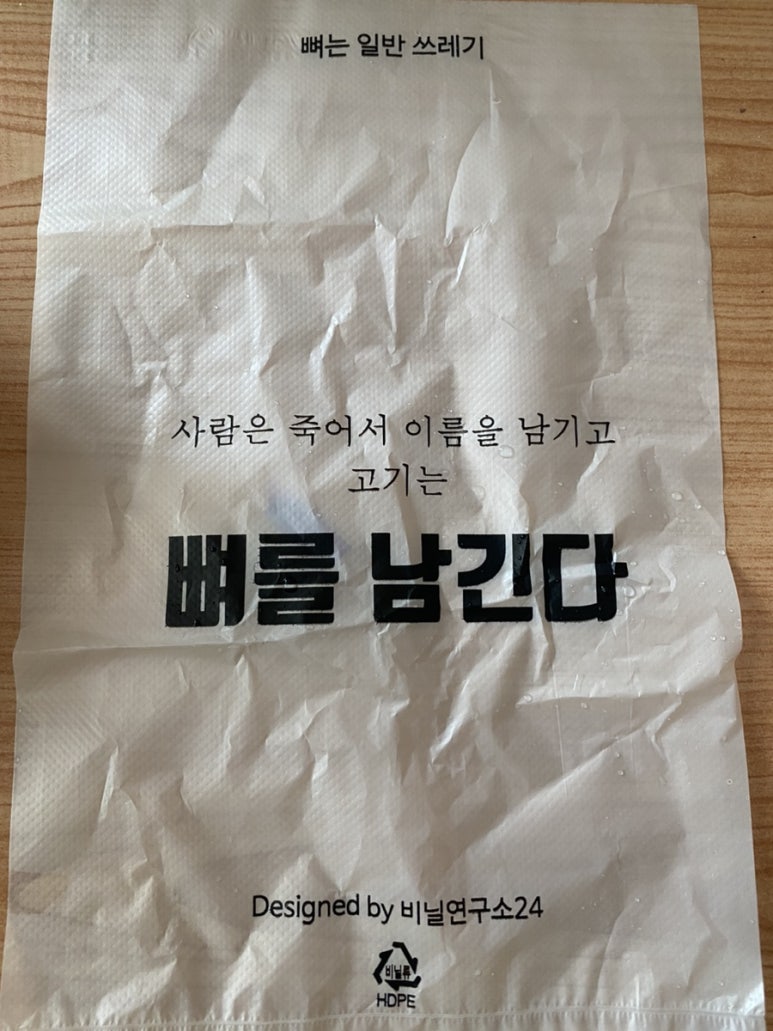 뼈는 일반 쓰레기
사람은 죽어서 이름을 남기고
고기는
뼈를 남긴다
Designed by 비닐연구소24
비닐류
HDPE